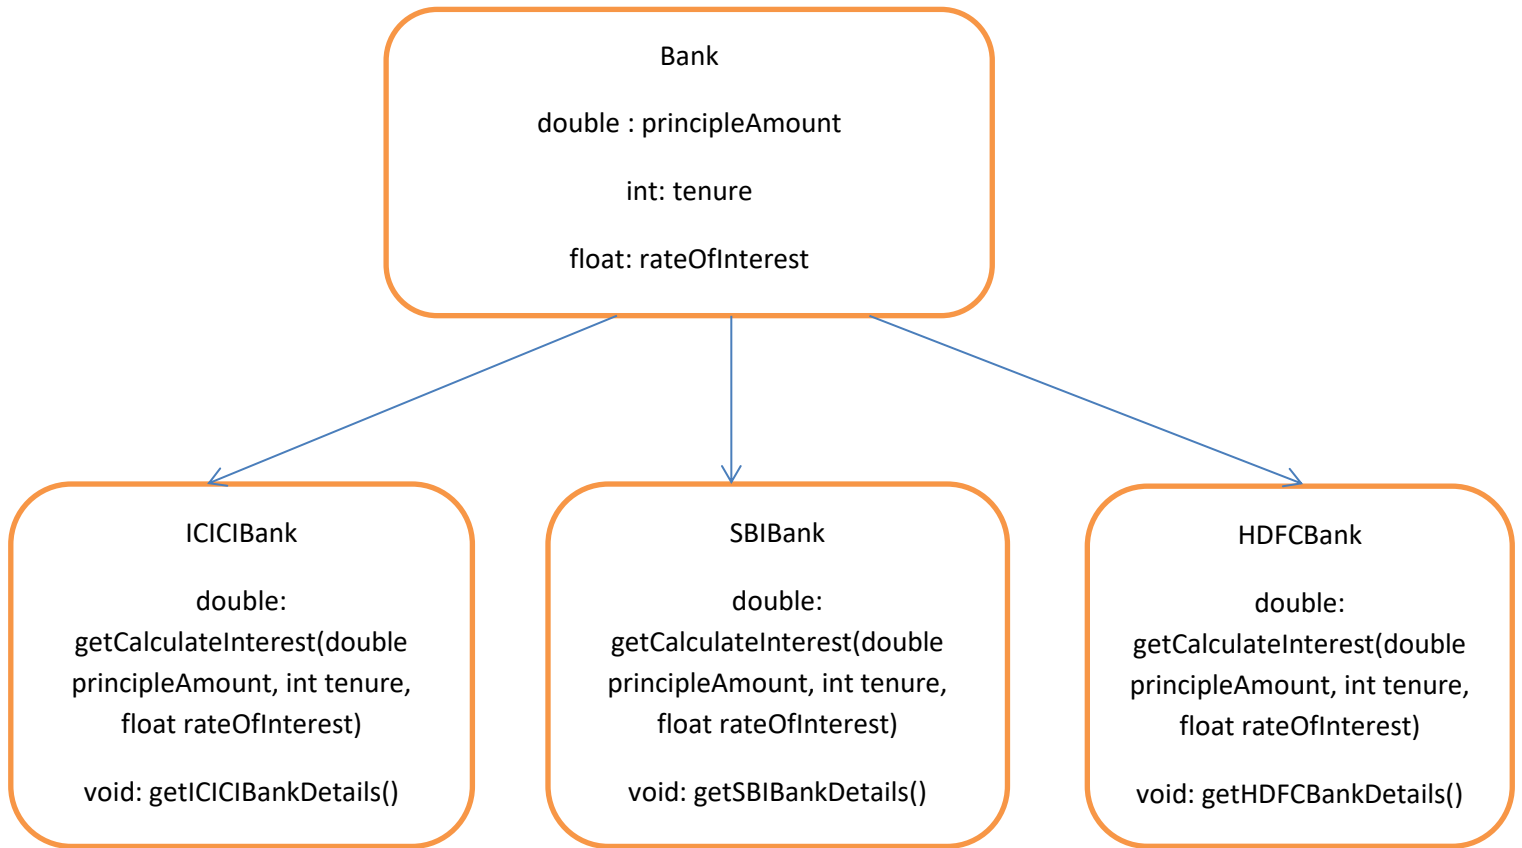 Bank
double : principleAmount
int: tenure
float: rateOfInterest
ICICIBank
double:
getCalculateInterest(double
principleAmount, int tenure,
float rateOfInterest)
void: getICICIBankDetails()
SBIBank
double:
getCalculateInterest(double
principleAmount, int tenure,
float rateOfInterest)
void: getSBIBankDetails()
HDFCBank
double:
getCalculateInterest(double
principleAmount, int tenure,
float rateOfInterest)
void: getHDFCBankDetails()